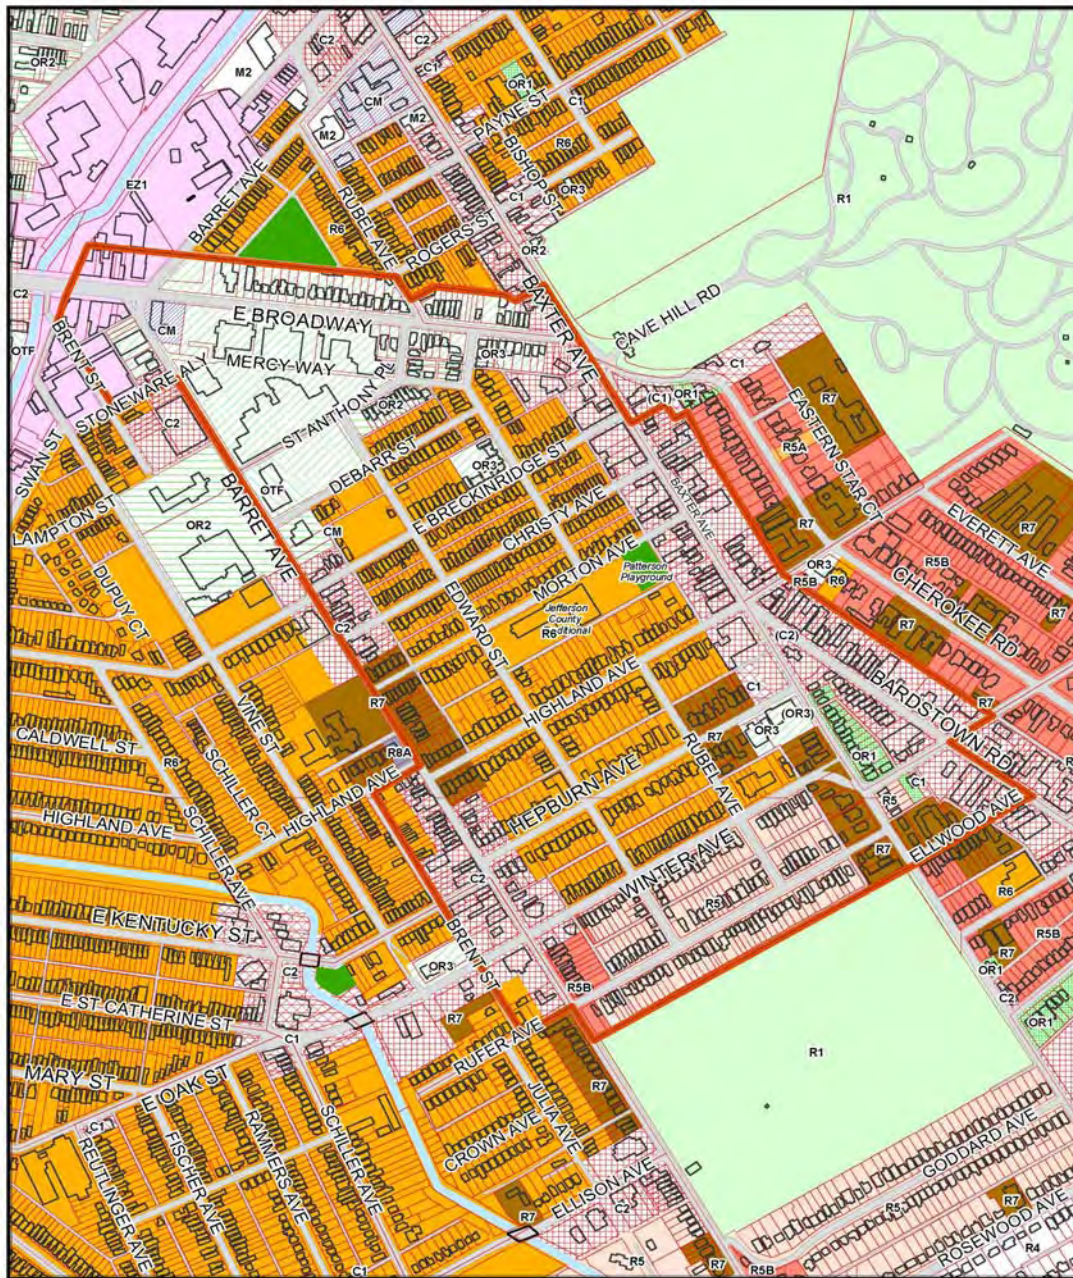 C2
C2
OR2
C1
M2
CM
M2
M2
OR1
C1
PAYNE ST
BISHOP ST
R6
OR3
C1
EZ1
BARRET AVE
RUBEL AVE
R6
ROGERS ST
OR2
R1
C2
BAXTER AVE
CAVE HILL RD
E BROADWAY
CM
OTF
BRENT ST
MERCY WAY
OR3
C1
STONEWARE ALY
ST ANTHONY PL
OR2
(C1)
OR1
R7
EASTERN STAR CT
R5A
C2
SWAN ST
DEBARR ST
OR3
E BRECKINRIDGE ST
OTF
CHRISTY AVE
BAXTER AVE
LAMPTON ST
OR2
BARRET AVE
CM
R7
EVERETT AVE
R7
MORTON AVE
Patterson
Playground
OR3
R5B
R5B
R6
CHEROKEE RD
DUPUY CT
EDWARD ST
Jefferson
County
R6
ditional
C2
R7
R7
(C2)
BARDSTOWN RD
HIGHLAND AVE
C1
R7
R7
VINE ST
CALDWELL ST
R6
SCHILLER CT
R8A
R7
OR3
(OR3)
RUBEL AVE
OR1
C1
HIGHLAND AVE
HIGHLAND AVE
HEPBURN AVE
R5
SCHILLER AVE
WINTER AVE
R7
ELLWOOD AVE
C2
R5
R6
E KENTUCKY ST
BRENT ST
R7
R5B
C2
OR3
OR1
C2
R5B
OR1
E ST CATHERINE ST
C1
R7
RUFER AVE
MARY ST
E OAK ST
R1
R7
JULIA AVE
C1
REUTLINGER AVE
FISCHER AVE
RAMMERS AVE
SCHILLER AVE
CROWN AVE
ELLISON AVE
GODDARD AVE
R7
C2
R5
R7
ROSEWOOD AVE
R4
C1
R5
R7
R5B